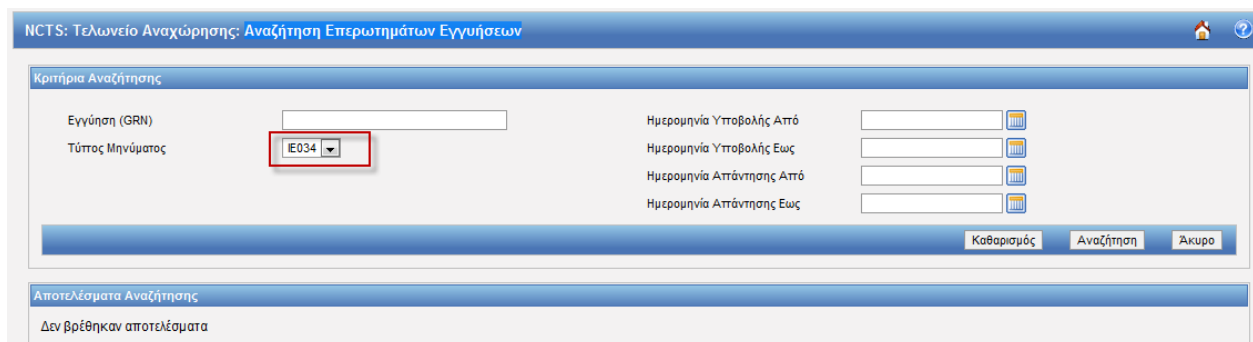 NCTS: Τελωνείο Αναχώρησης: Αναζήτηση Επερωτημάτων Εγγυήσεων
Κριτήρια Αναζήτησης
Εγγύηση (GRN)
Ημερομηνία Υποβολής Από
Τύπος Μηνύματος
IE034
Ημερομηνία Υποβολής Εως
Ημερομηνία Απάντησης Από
Ημερομηνία Απάντησης Εως
Καθαρισμός Αναζήτηση Άκυρο
Αποτελέσματα Αναζήτησης
Δεν βρέθηκαν αποτελέσματα